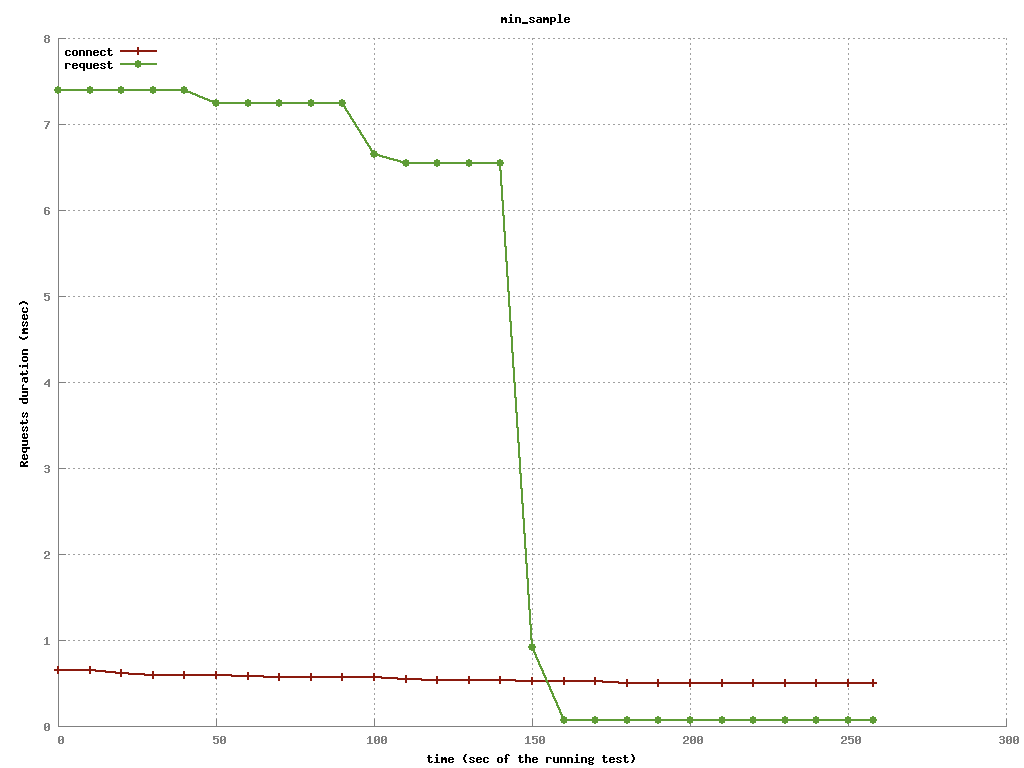 min_sample
8
connect
request
7
6
5
4
3
2
1
0
Requests duration (msec)
0 50 100 150 200 250 300
time (sec of the running test)